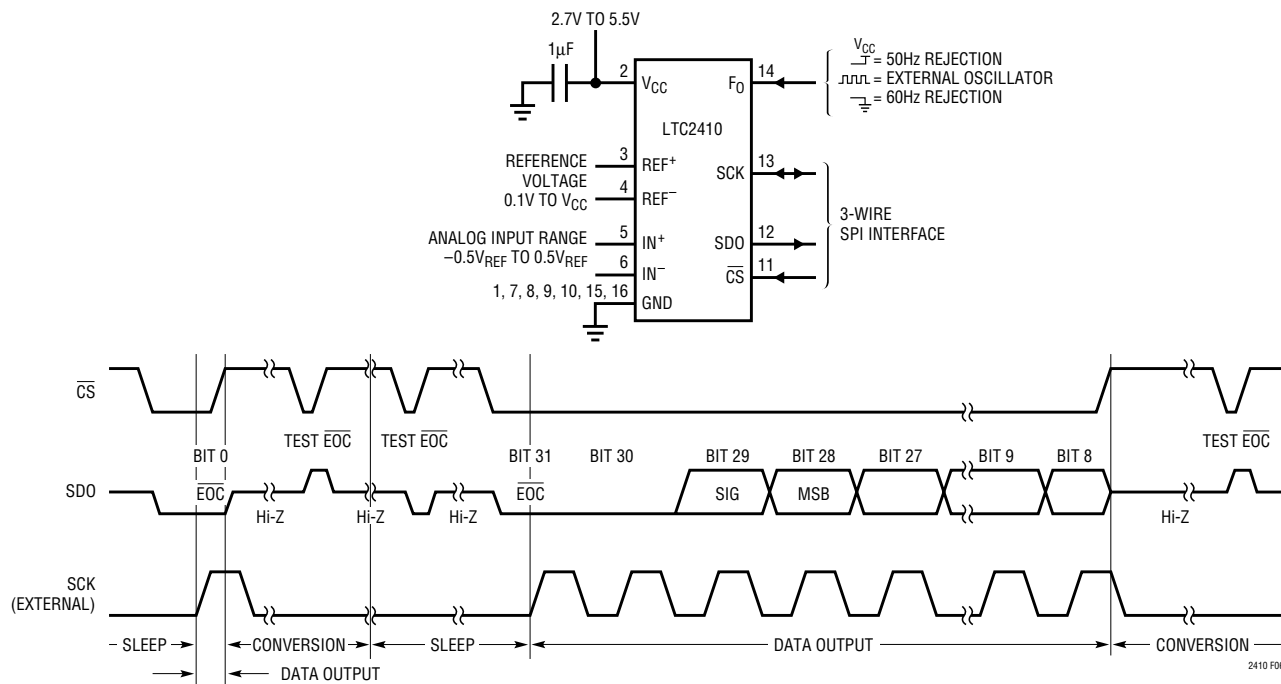 2.7V TO 5.5V
1µF
2
VCC
14
FO
VCC
= 50Hz REJECTION
= EXTERNAL OSCILLATOR
= 60Hz REJECTION
LTC2410
REFERENCE
VOLTAGE
0.1V TO VCC
3
REF+
4
REF–
SCK
13
ANALOG INPUT RANGE
–0.5VREF TO 0.5VREF
5
IN+
6
IN–
SDO
12
CS
11
3-WIRE
SPI INTERFACE
1, 7, 8, 9, 10, 15, 16
GND
CS
TEST EOC
TEST EOC
TEST EOC
BIT 0
BIT 31
BIT 30
BIT 29
BIT 28
BIT 27
BIT 9
BIT 8
SDO
EOC
EOC
SIG
MSB
Hi-Z
Hi-Z
Hi-Z
Hi-Z
SCK
(EXTERNAL)
SLEEP
CONVERSION
SLEEP
DATA OUTPUT
CONVERSION
DATA OUTPUT
2410 F06